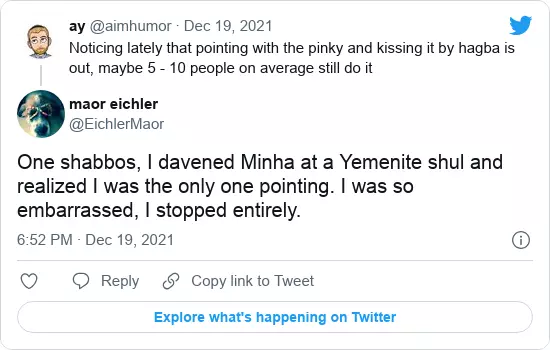 ay @aimhumor · Dec 19, 2021
Noticing lately that pointing with the pinky and kissing it by hagba is
out, maybe 5 - 10 people on average still do it
maor eichler
@EichlerMaor
One shabbos, I davened Minha at a Yemenite shul and
realized I was the only one pointing. I was so
embarrassed, I stopped entirely.
6:52 PM · Dec 19, 2021
Reply
Copy link to Tweet
Explore what's happening on Twitter